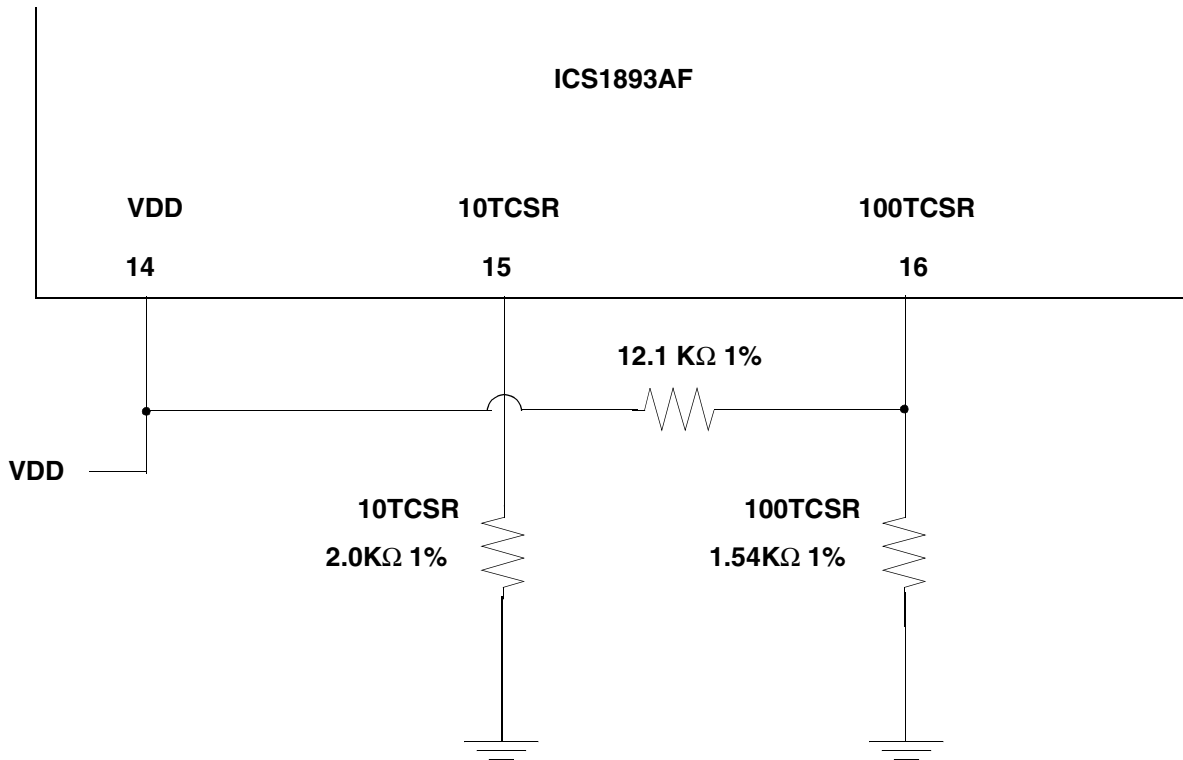 ICS1893AF
VDD 10TCSR 100TCSR
14 15 16
12.1 KΩ 1%
VDD
10TCSR 100TCSR
2.0KΩ 1% 1.54KΩ 1%